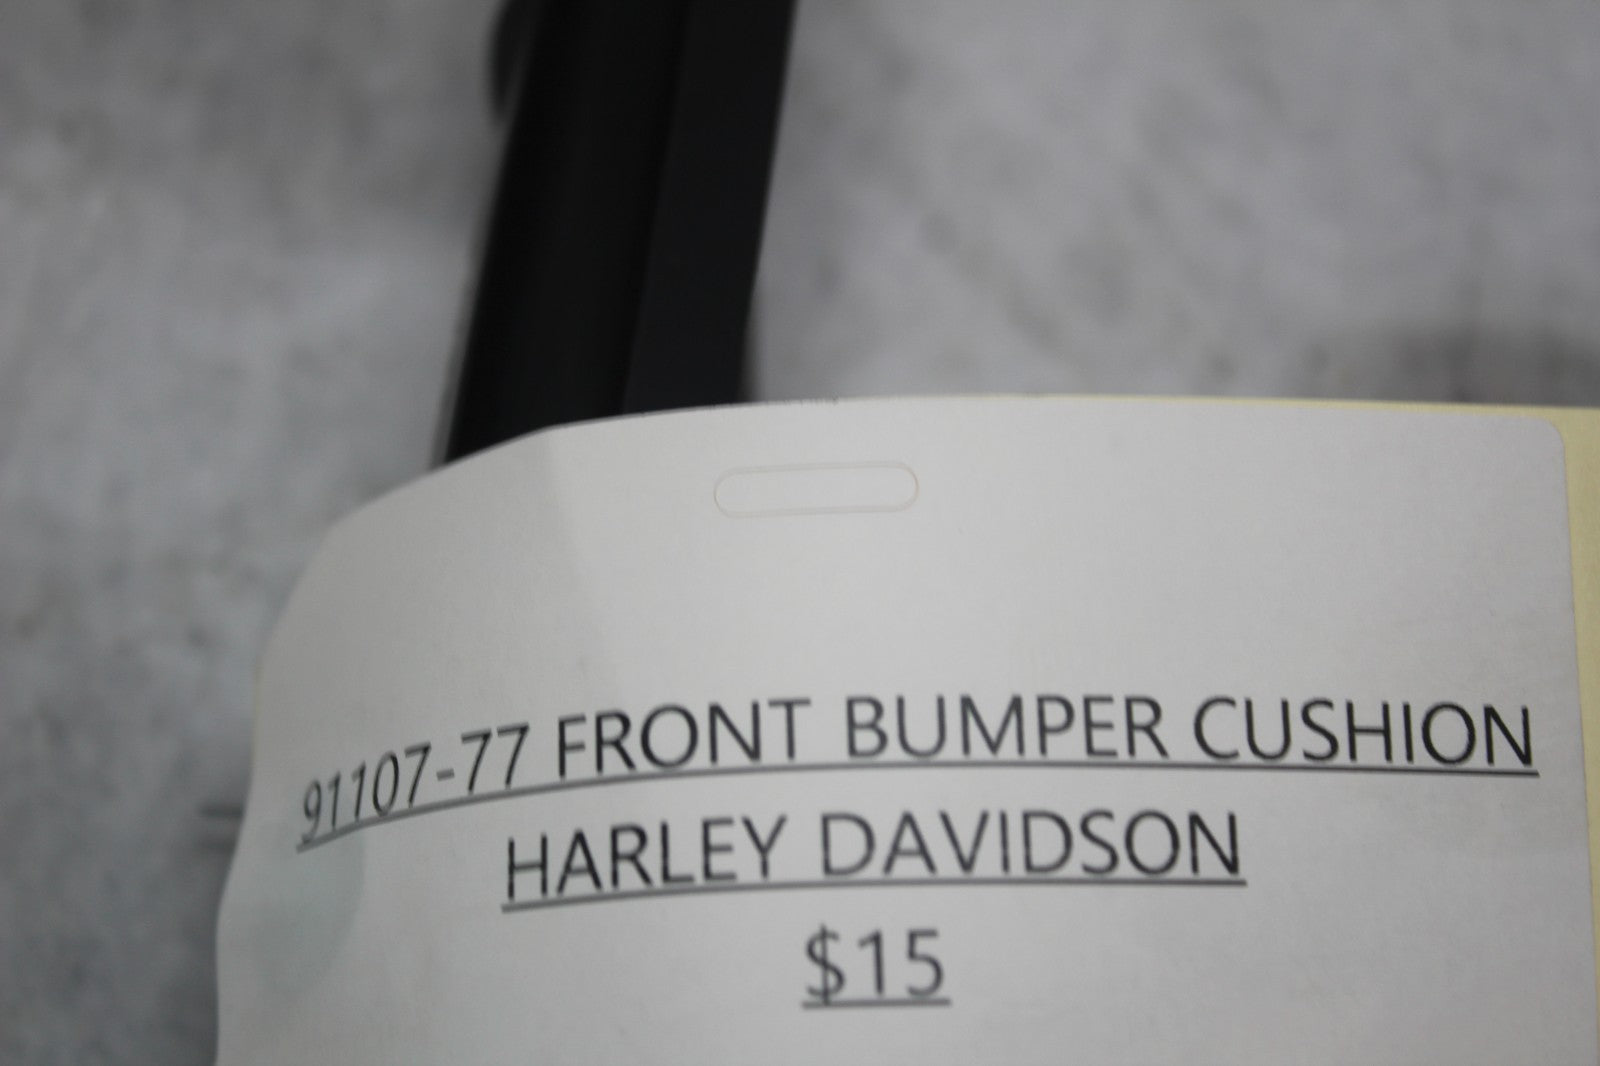 91107-77 FRONT BUMPER CUSHION
HARLEY DAVIDSON
$15